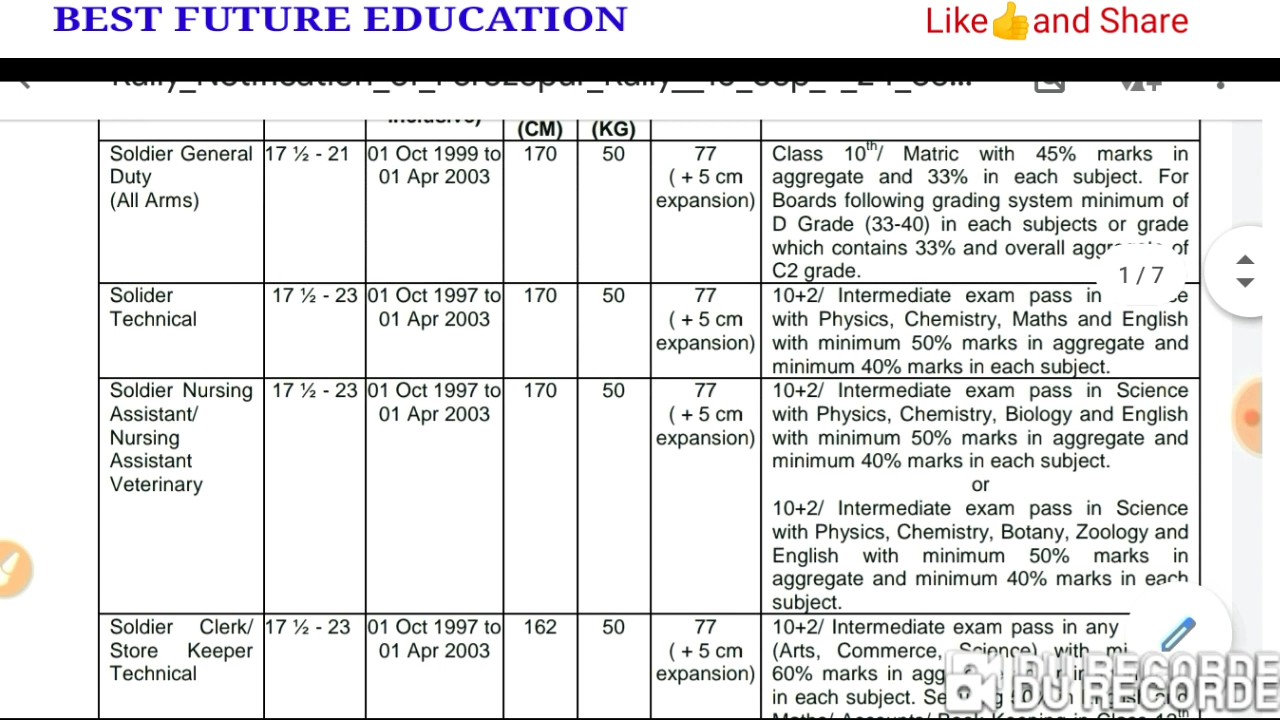 BEST FUTURE EDUCATION
Like👍and Share
Rally_Notification_of_Ferozepur_Rally__
inclusive)
(CM) (KG)
Soldier General Duty (All Arms)
17 ½ - 21
01 Oct 1999 to 01 Apr 2003
170
50
77 ( + 5 cm expansion)
Class 10th/ Matric with 45% marks in
aggregate and 33% in each subject. For
Boards following grading system minimum of
D Grade (33-40) in each subjects or grade
which contains 33% and overall of
C2 grade.
1 / 7
Solider Technical
17 ½ - 23
01 Oct 1997 to 01 Apr 2003
170
50
77 ( + 5 cm expansion)
10+2/ Intermediate exam pass in
with Physics, Chemistry, Maths and English
with minimum 50% marks in aggregate and
minimum 40% marks in each subject.
Soldier Nursing Assistant/ Nursing Assistant Veterinary
17 ½ - 23
01 Oct 1997 to 01 Apr 2003
170
50
77 ( + 5 cm expansion)
10+2/ Intermediate exam pass in Science
with Physics, Chemistry, Biology and English
with minimum 50% marks in aggregate and
minimum 40% marks in each subject.
or
10+2/ Intermediate exam pass in Science
with Physics, Chemistry, Botany, Zoology and
English with minimum 50% marks in
aggregate and minimum 40% marks in each
subject.
Soldier Clerk/ Store Keeper Technical
17 ½ - 23
01 Oct 1997 to 01 Apr 2003
162
50
77 ( + 5 cm expansion)
10+2/ Intermediate exam pass in any
(Arts, Commerce, Science) with
60% marks in
in each subject.
DU RECORDE
DU RECORDE